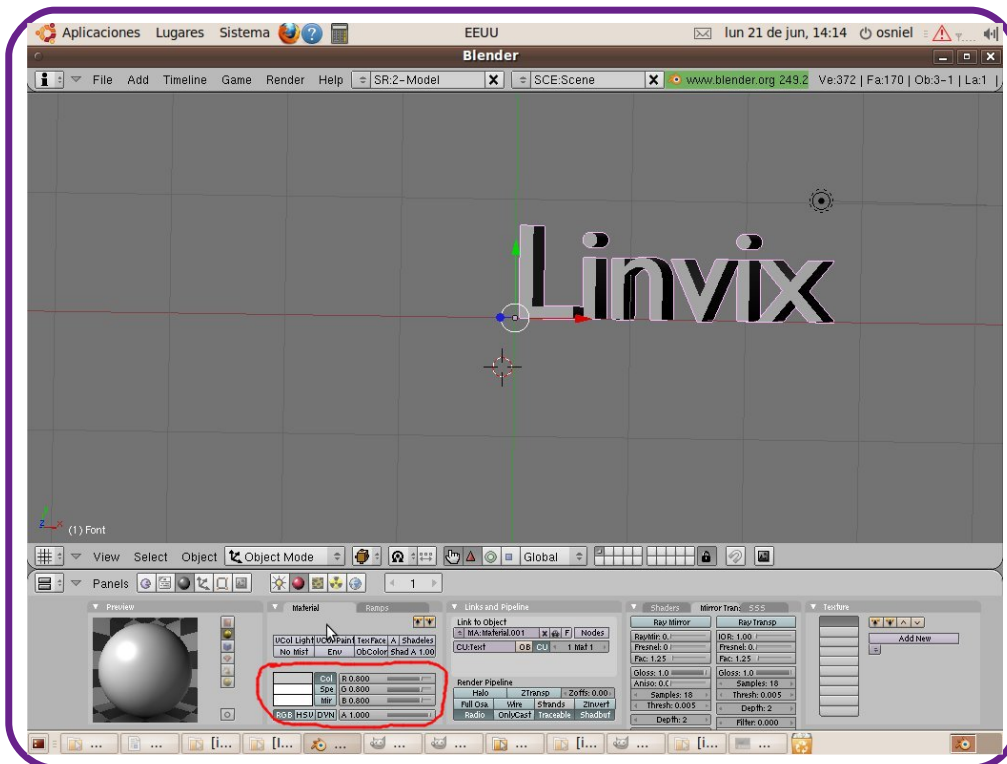 Aplicaciones Lugares Sistema EEUU lun 21 de jun, 14:14 osniel
Blender
File Add Timeline Game Render Help SR:2-Model X SCE:Scene X www.blender.org 249.2 Ve:372 | Fa:170 | Ob:3-1 | La:1 |
Linvix
(1) Font
View Select Object Object Mode Global
Panels 1
Preview Material Ramps Links and Pipeline Shaders Mirror Trans SSS Texture
Link to Object
MA:Material.001 X F Nodes
CU:Text OB CU 1 Mat 1
UCol Light UCol Paint TexFace A Shadeles
No Mist Env ObColor Shad A 1.00
Col R 0.800
Spe G 0.800
Mir B 0.800
RGB HSV DYN A 1.000
Render Pipeline
Halo ZTransp Zoffs: 0.00
Full Osa Wire Strands ZInvert
Radio OnlyCast Traceable Shadbuf
Ray Mirror Ray Transp
RayMir: 0. IOR: 1.00
Fresnel: 0 Fresnel: 0.
Fac: 1.25 Fac: 1.25
Gloss: 1.0 Gloss: 1.0
Aniso: 0.0 Samples: 18
Samples: 18 Thresh: 0.005
Thresh: 0.005 Depth: 2
Depth: 2 Filter: 0.000
Add New
... ... [i... [I... ... ... ... ... [i... ... [i... ...